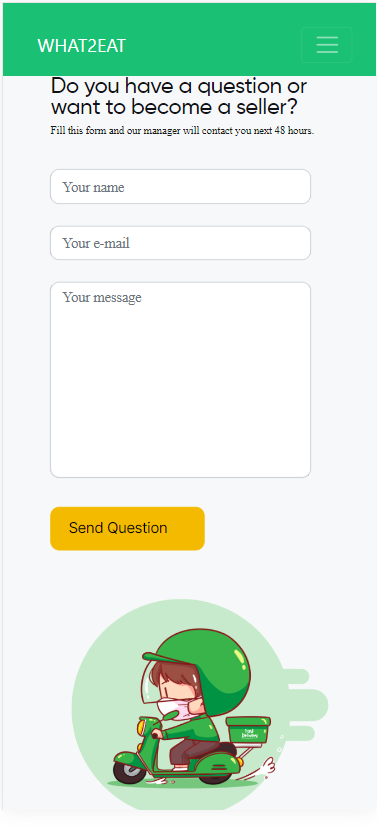 WHAT2EAT
Do you have a question or
want to become a seller?
Fill this form and our manager will contact you next 48 hours.
Your name
Your e-mail
Your message
Send Question
Food
Delivery